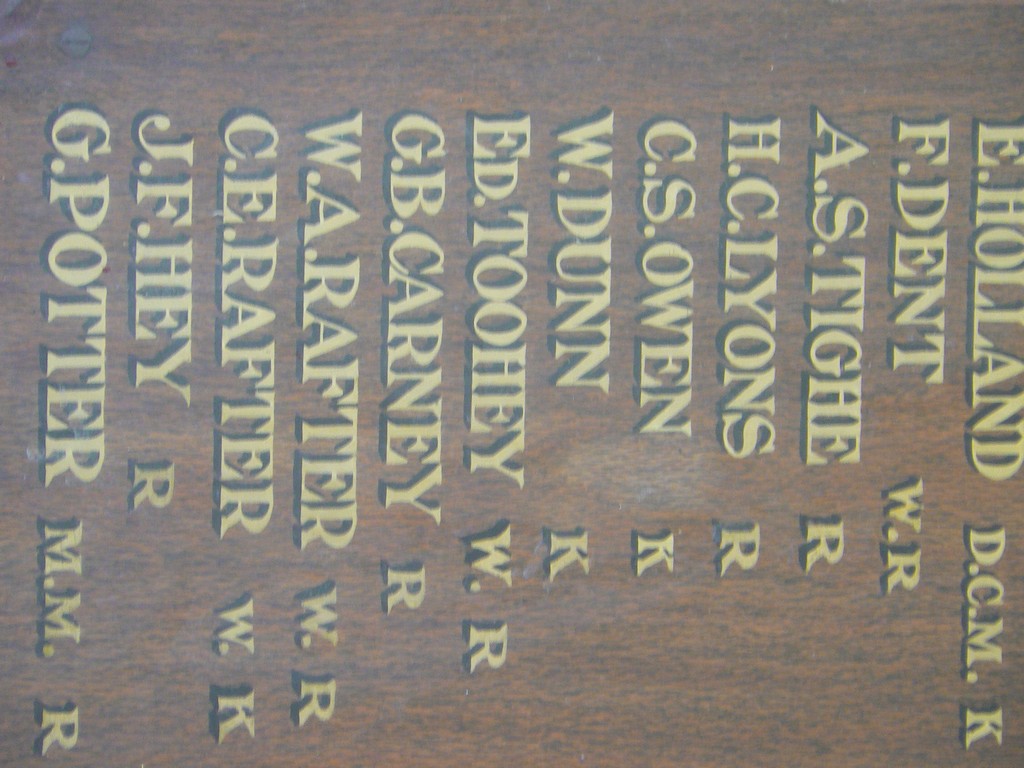 E.HOLLAND D.C.M. K
F.DENT W.R
A.S.TIGHE R
H.C.LYONS R
C.S.OWEN K
W.DUNN K
E.D.TOOHEY W. R
G.B.CARNEY R
W.A.RAFTER W. R
C.E.RAFTER W. K
J.F.HEY R
G.POTTER M.M. R